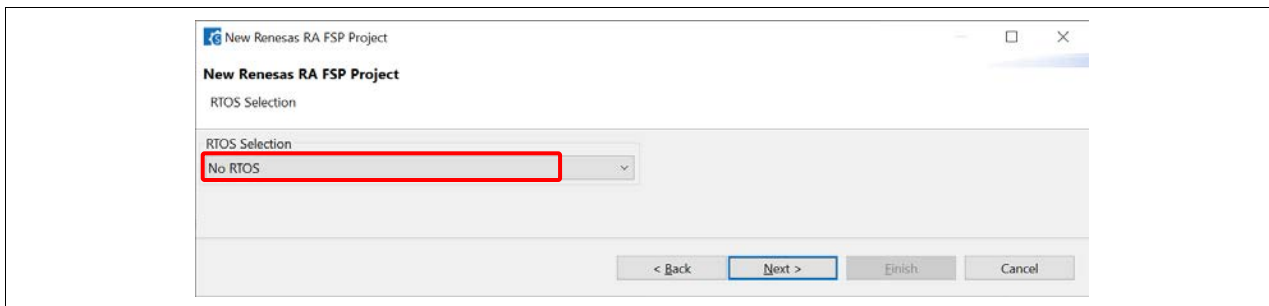 New Renesas RA FSP Project
New Renesas RA FSP Project
RTOS Selection
RTOS Selection
No RTOS
< Back Next > Finish Cancel